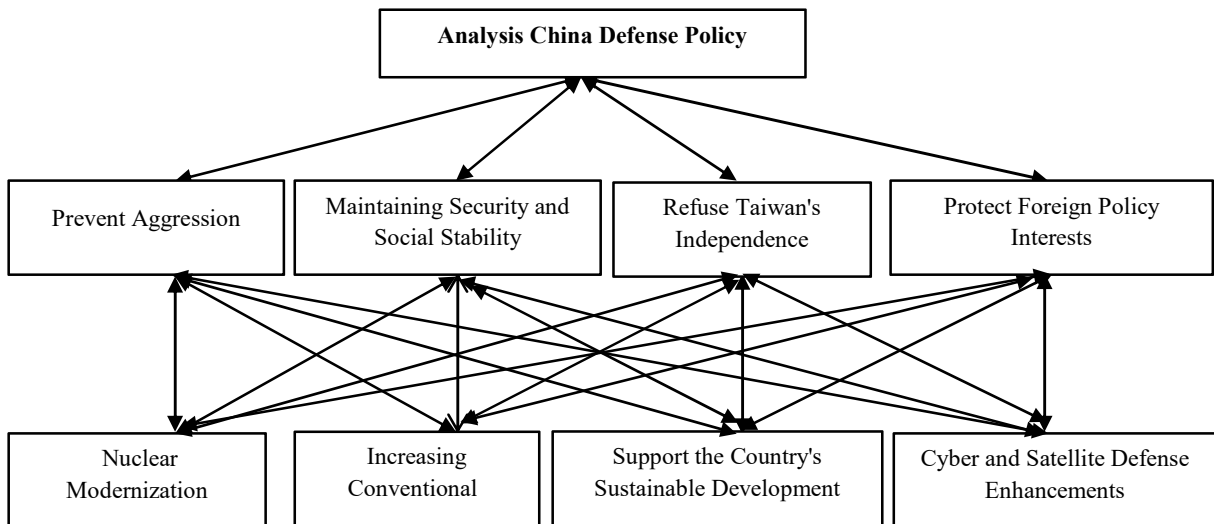 Analysis China Defense Policy
Prevent Aggression
Maintaining Security and
Social Stability
Refuse Taiwan's
Independence
Protect Foreign Policy
Interests
Nuclear
Modernization
Increasing
Conventional
Support the Country's
Sustainable Development
Cyber and Satellite Defense
Enhancements